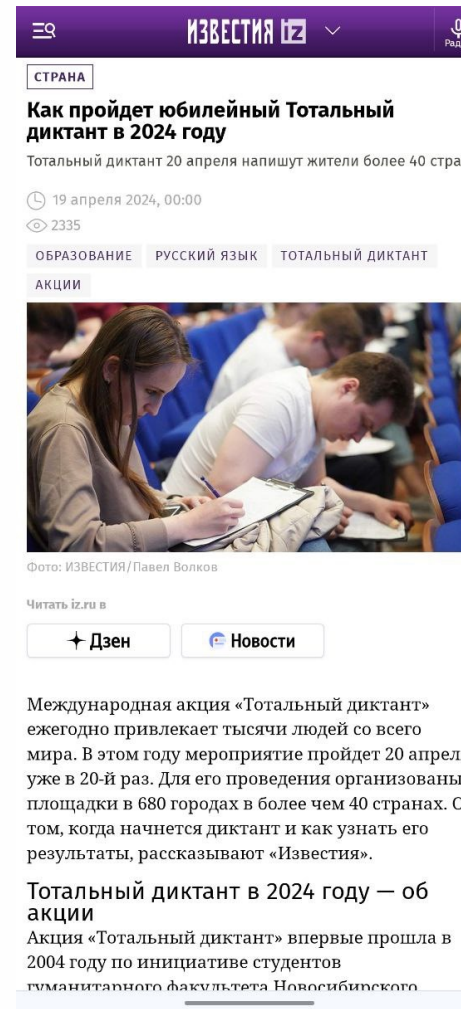 ИЗВЕСТИЯ iz
СТРАНА
Как пройдет юбилейный Тотальный
диктант в 2024 году
Тотальный диктант 20 апреля напишут жители более 40 стра
19 апреля 2024, 00:00
2335
ОБРАЗОВАНИЕ РУССКИЙ ЯЗЫК ТОТАЛЬНЫЙ ДИКТАНТ
АКЦИИ
Фото: ИЗВЕСТИЯ/Павел Волков
Читать iz.ru в
Дзен Новости
Международная акция «Тотальный диктант»
ежегодно привлекает тысячи людей со всего
мира. В этом году мероприятие пройдет 20 апрел
уже в 20-й раз. Для его проведения организованы
площадки в 680 городах в более чем 40 странах. О
том, когда начнется диктант и как узнать его
результаты, рассказывают «Известия».
Тотальный диктант в 2024 году — об
акции
Акция «Тотальный диктант» впервые прошла в
2004 году по инициативе студентов
гуманитарного факультета Новосибирского